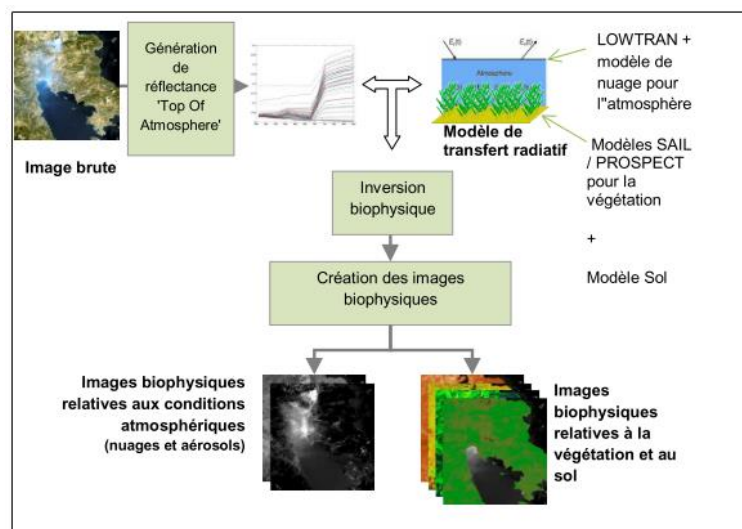 Génération
de
réflectance
'Top Of
Atmosphere'
Image brute
Atmosphère
Modèle de
transfert radiatif
LOWTRAN +
modèle de
nuage pour
l"atmosphère
Modèles SAIL
/ PROSPECT
pour la
végétation
+
Modèle Sol
Inversion
biophysique
Création des images
biophysiques
Images biophysiques
relatives aux conditions
atmosphériques
(nuages et aérosols)
Images
biophysiques
relatives à la
végétation et au
sol